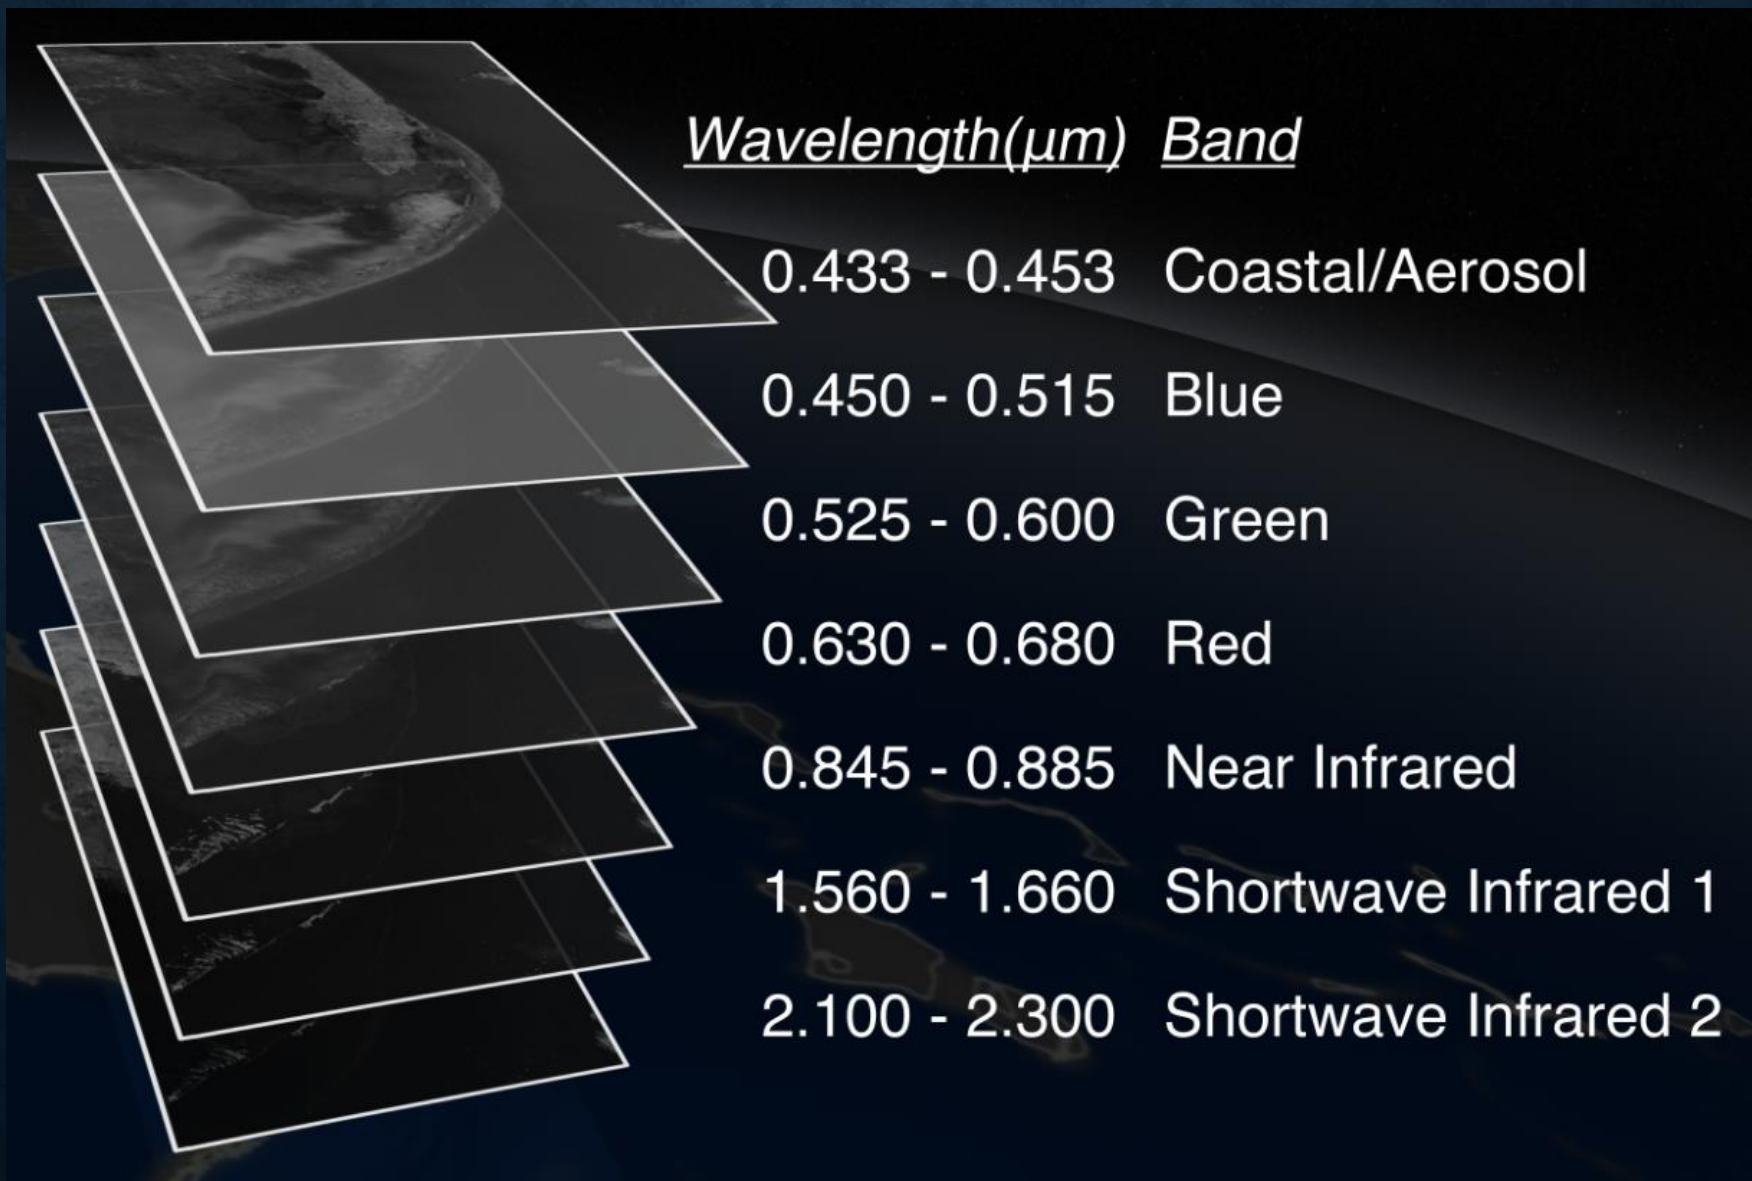 Wavelength(µm) Band
0.433 - 0.453 Coastal/Aerosol
0.450 - 0.515 Blue
0.525 - 0.600 Green
0.630 - 0.680 Red
0.845 - 0.885 Near Infrared
1.560 - 1.660 Shortwave Infrared 1
2.100 - 2.300 Shortwave Infrared 2